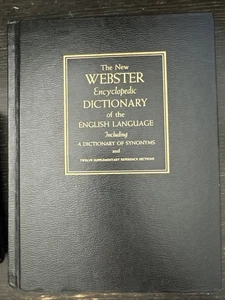 The New
WEBSTER
Encyclopedic
DICTIONARY
of the
ENGLISH LANGUAGE
Including
A DICTIONARY OF SYNONYMS
and
TWELVE SUPPLEMENTARY REFERENCE SECTIONS